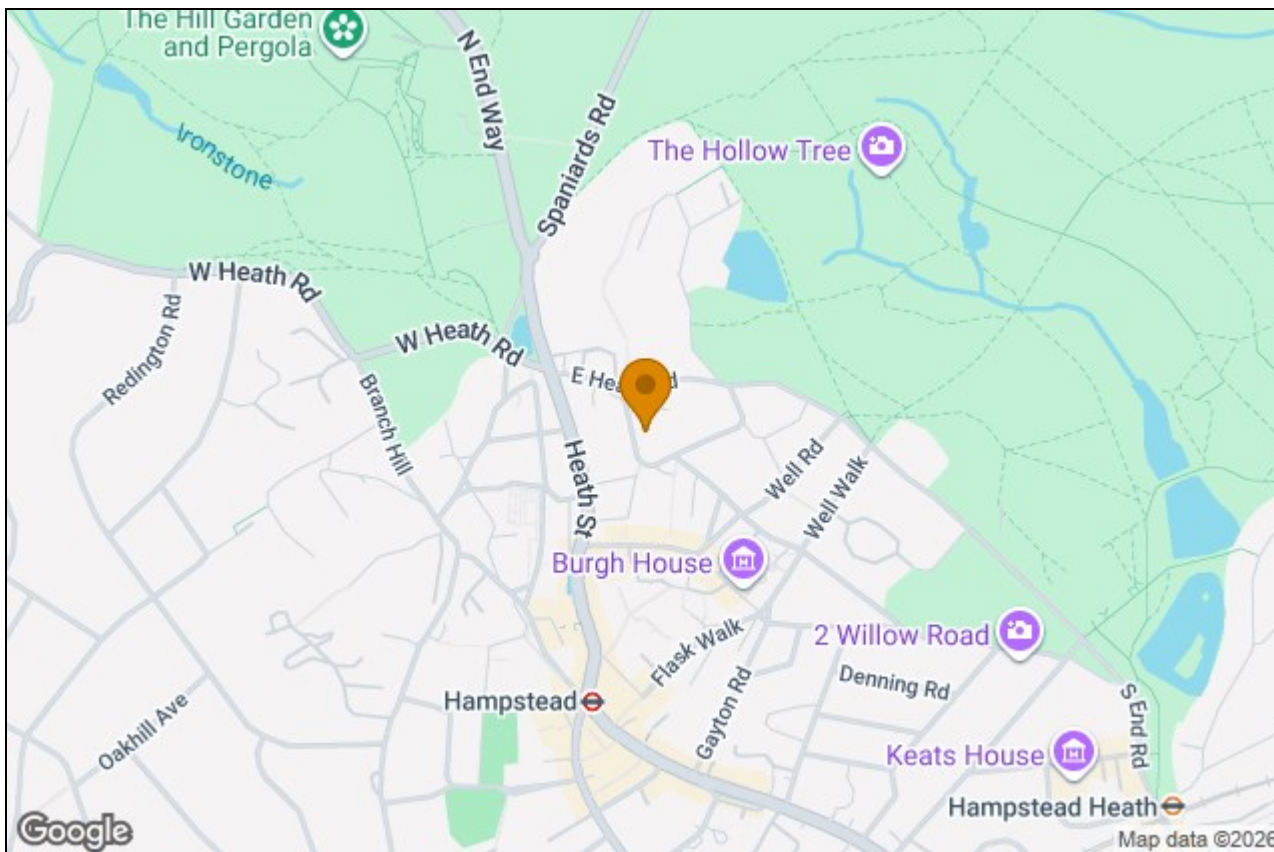 The Hill Garden
and Pergola
N End Way
Spaniards Rd
The Hollow Tree
Ironstone
W Heath Rd
W Heath Rd
Redington Rd
Branch Hill
Heath St
Well Rd
Well Walk
Burgh House
2 Willow Road
Flask Walk
Denning Rd
Hampstead
Gayton Rd
Oakhill Ave
S End Rd
Keats House
Hampstead Heath
Google
Map data ©2026